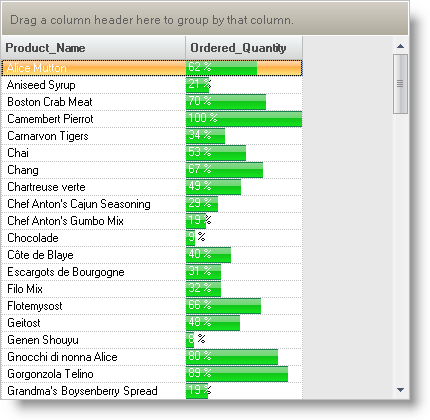 Drag a column header here to group by that column.
Product_Name Ordered_Quantity
Alice Mutton 62 %
Aniseed Syrup 21 %
Boston Crab Meat 70 %
Camembert Pierrot 100 %
Carnarvon Tigers 34 %
Chai 53 %
Chang 67 %
Chartreuse verte 49 %
Chef Anton's Cajun Seasoning 29 %
Chef Anton's Gumbo Mix 19 %
Chocolade 9 %
Côte de Blaye 40 %
Escargots de Bourgogne 31 %
Filo Mix 32 %
Flotemysost 66 %
Geitost 48 %
Genen Shouyu 8 %
Gnocchi di nonna Alice 80 %
Gorgonzola Telino 89 %
Grandma's Boysenberry Spread 19 %